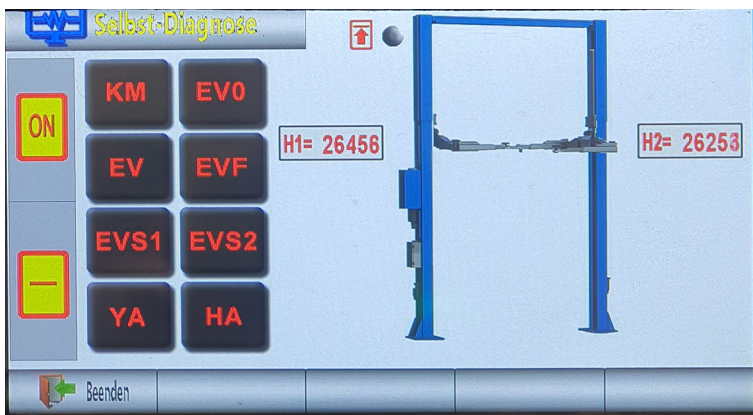 Selbst-Diagnose
ON
KM EV0
EV EVF
EVS1 EVS2
YA HA
H1= 26456
H2= 26253
Beenden